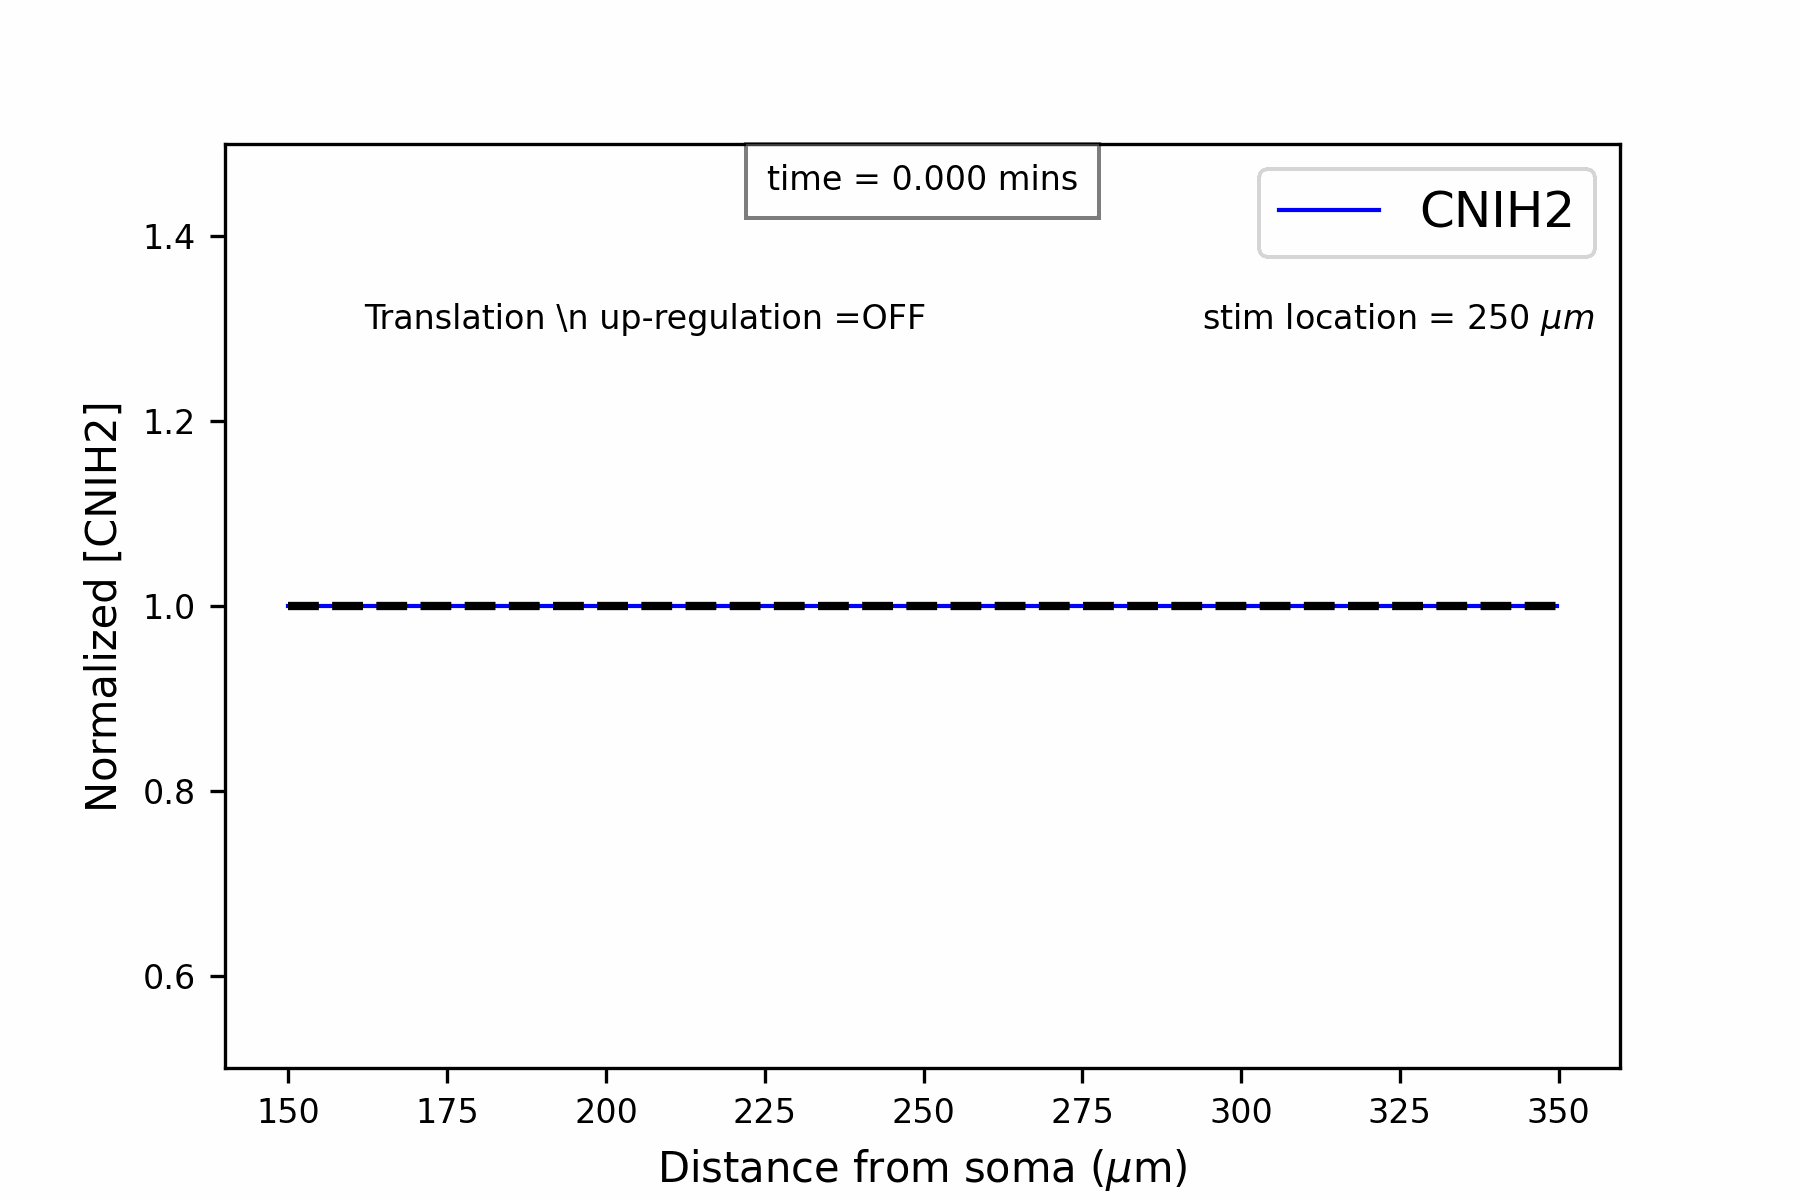 time = 0.000 mins
CNIH2
Translation \n up-regulation =OFF
stim location = 250 μm
Normalized [CNIH2]
1.4
1.2
1.0
0.8
0.6
150 175 200 225 250 275 300 325 350
Distance from soma (μm)